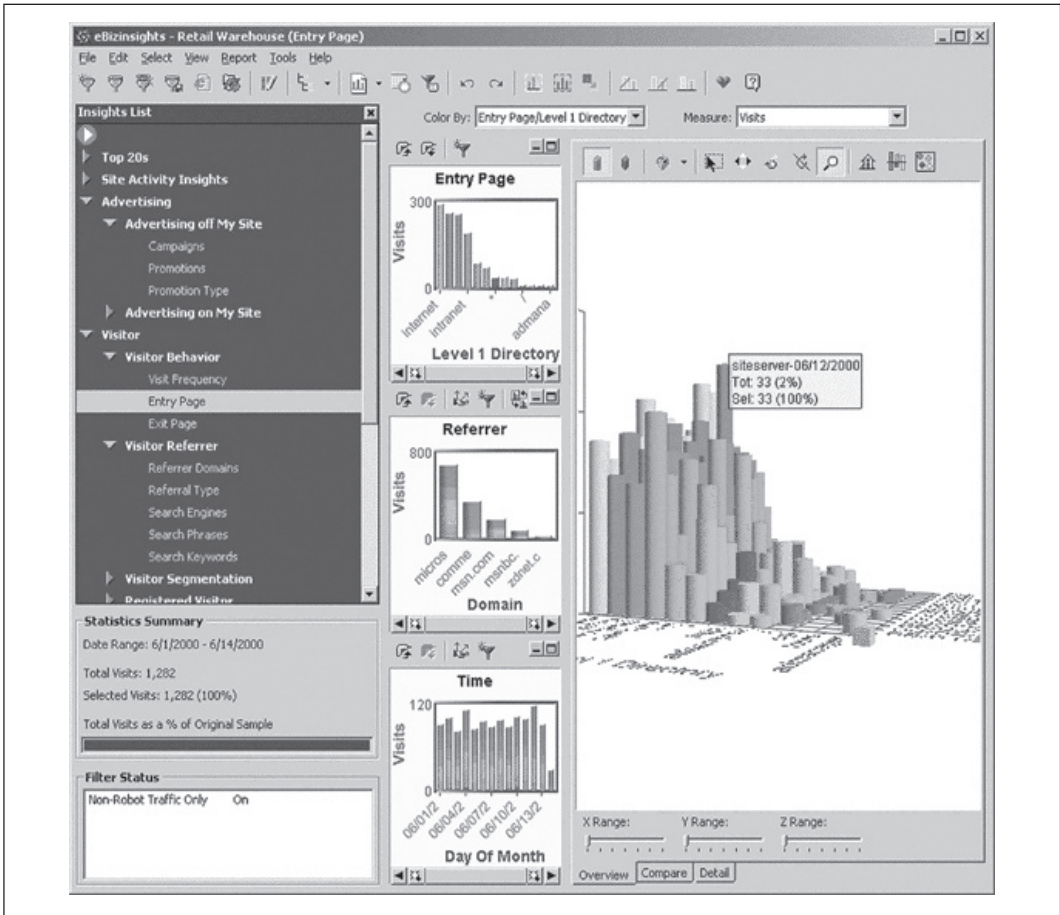 eBizinsights - Retail Warehouse (Entry Page)
File Edit Select View Report Tools Help
Insights List
Top 20s
Site Activity Insights
Advertising
Advertising off My Site
Campaigns
Promotions
Promotion Type
Advertising on My Site
Visitor
Visitor Behavior
Visit Frequency
Entry Page
Exit Page
Visitor Referrer
Referrer Domains
Referral Type
Search Engines
Search Phrases
Search Keywords
Visitor Segmentation
Registered Visitor
Statistics Summary
Date Range: 6/1/2000 - 6/14/2000
Total Visits: 1,282
Selected Visits: 1,282 (100%)
Total Visits as a % of Original Sample
Filter Status
Non-Robot Traffic Only On
Color By: Entry Page/Level 1 Directory
Measure: Visits
Entry Page
300
Visits
0
internet
intranet
*
/
admana
Level 1 Directory
Referrer
800
Visits
0
micros
comme
msn.com
msnbc.
zdnet.c
Domain
Time
120
Visits
0
06/01/2
06/04/2
06/07/2
06/10/2
06/13/2
Day Of Month
siteserver-06/12/2000
Tot: 33 (2%)
Sel: 33 (100%)
X Range:
Y Range:
Z Range:
Overview
Compare
Detail